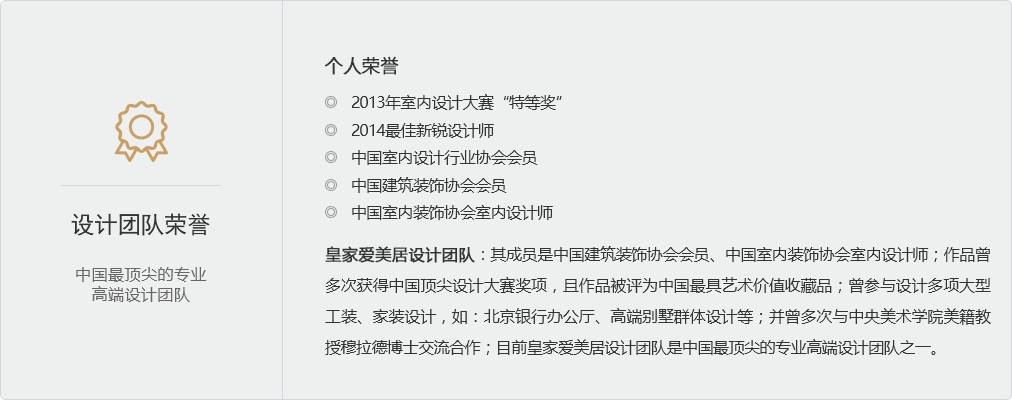 设计团队荣誉
中国最顶尖的专业
高端设计团队
个人荣誉
2013年室内设计大赛“特等奖”
2014最佳新锐设计师
中国室内设计行业协会会员
中国建筑装饰协会会员
中国室内装饰协会室内设计师
皇家爱美居设计团队：其成员是中国建筑装饰协会会员、中国室内装饰协会室内设计师；作品曾
多次获得中国顶尖设计大赛奖项，且作品被评为中国最具艺术价值收藏品；曾参与设计多项大型
工装、家装设计，如：北京银行办公厅、高端别墅群体设计等；并曾多次与中央美术学院美籍教
授穆拉德博士交流合作；目前皇家爱美居设计团队是中国最顶尖的专业高端设计团队之一。